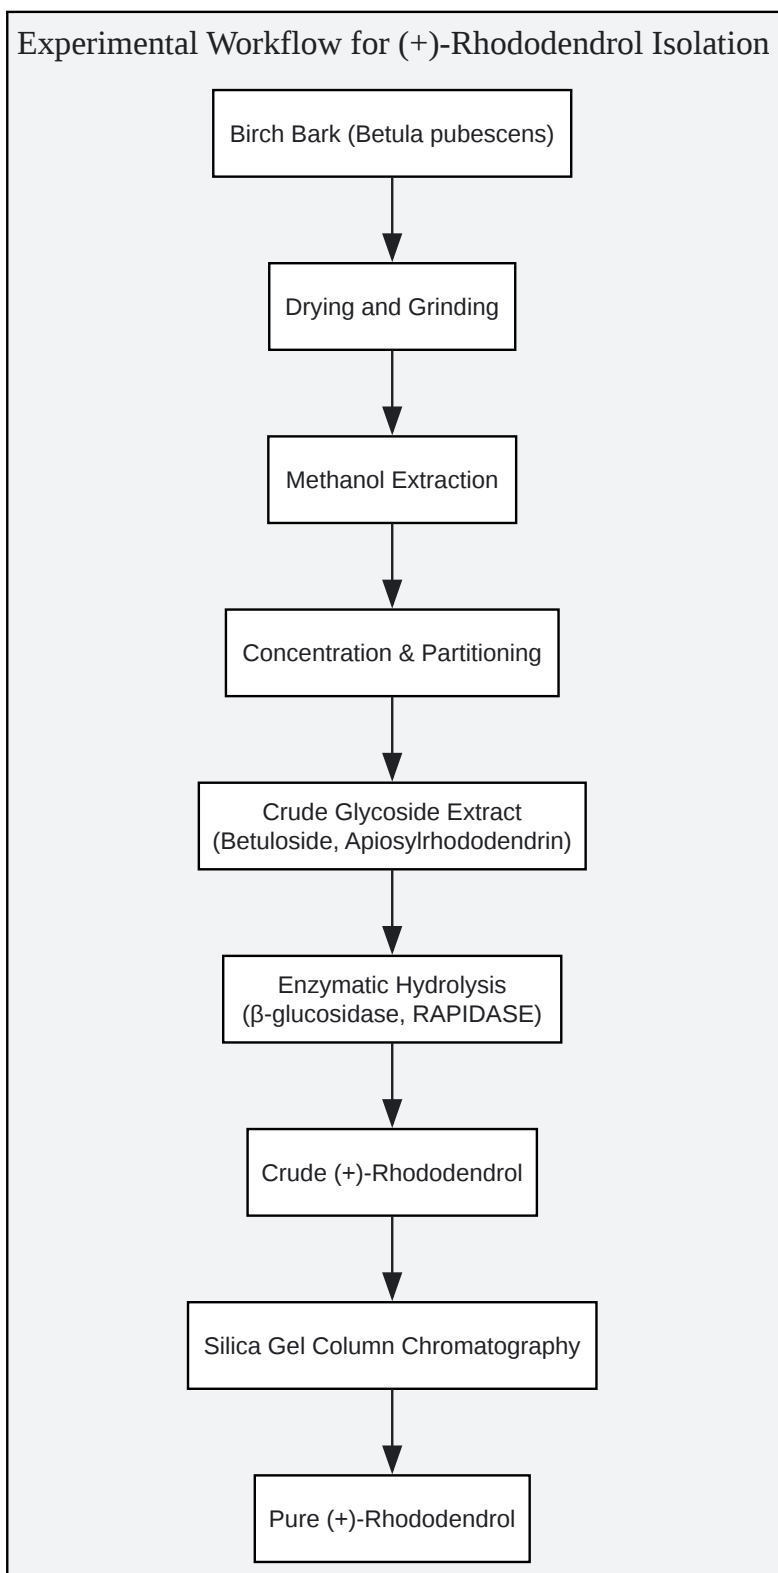 Experimental Workflow for (+)-Rhododendrol Isolation
Birch Bark (Betula pubescens)
Drying and Grinding
Methanol Extraction
Concentration & Partitioning
Crude Glycoside Extract
(Betuloside, Apiosylrhododendrin)
Enzymatic Hydrolysis
(β-glucosidase, RAPIDASE)
Crude (+)-Rhododendrol
Silica Gel Column Chromatography
Pure (+)-Rhododendrol